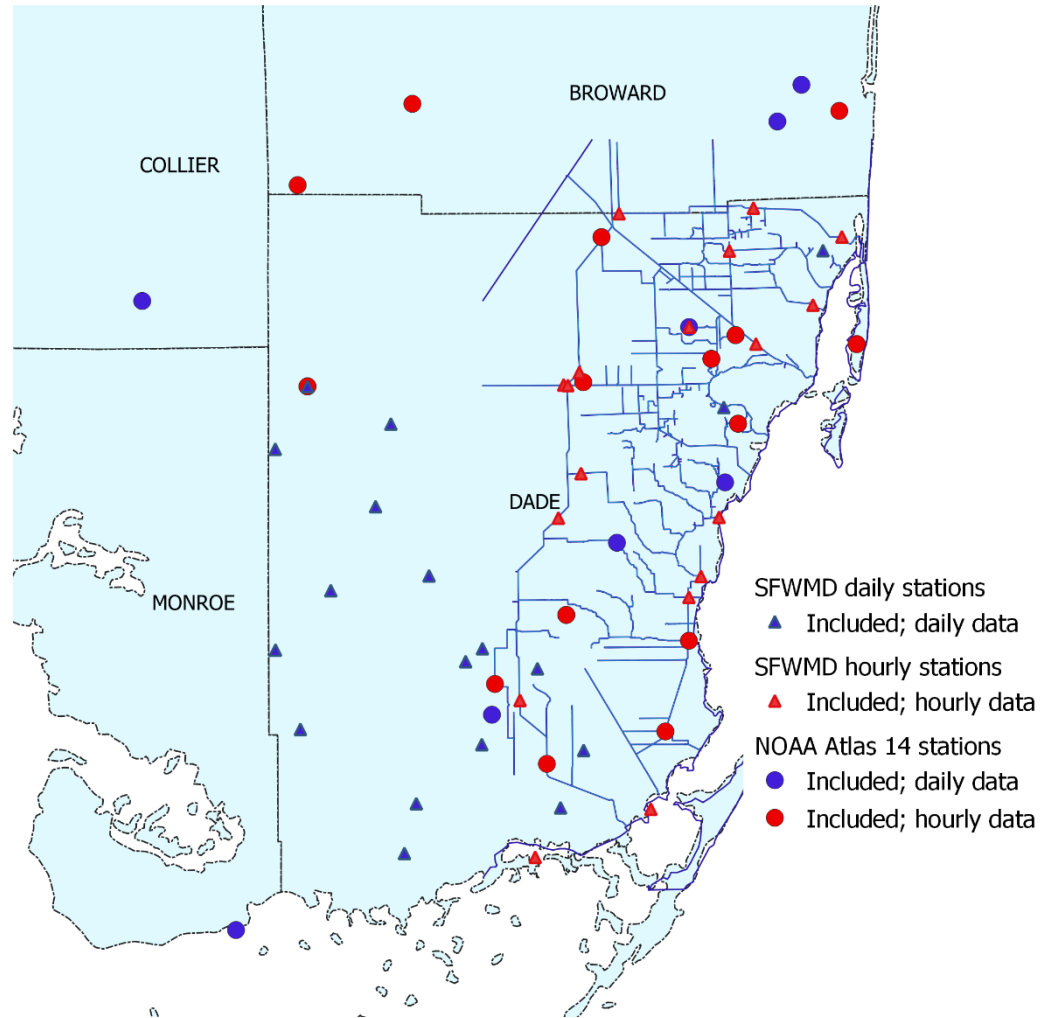 BROWARD
COLLIER
DADE
MONROE
SFWMD daily stations
Included; daily data
SFWMD hourly stations
Included; hourly data
NOAA Atlas 14 stations
Included; daily data
Included; hourly data